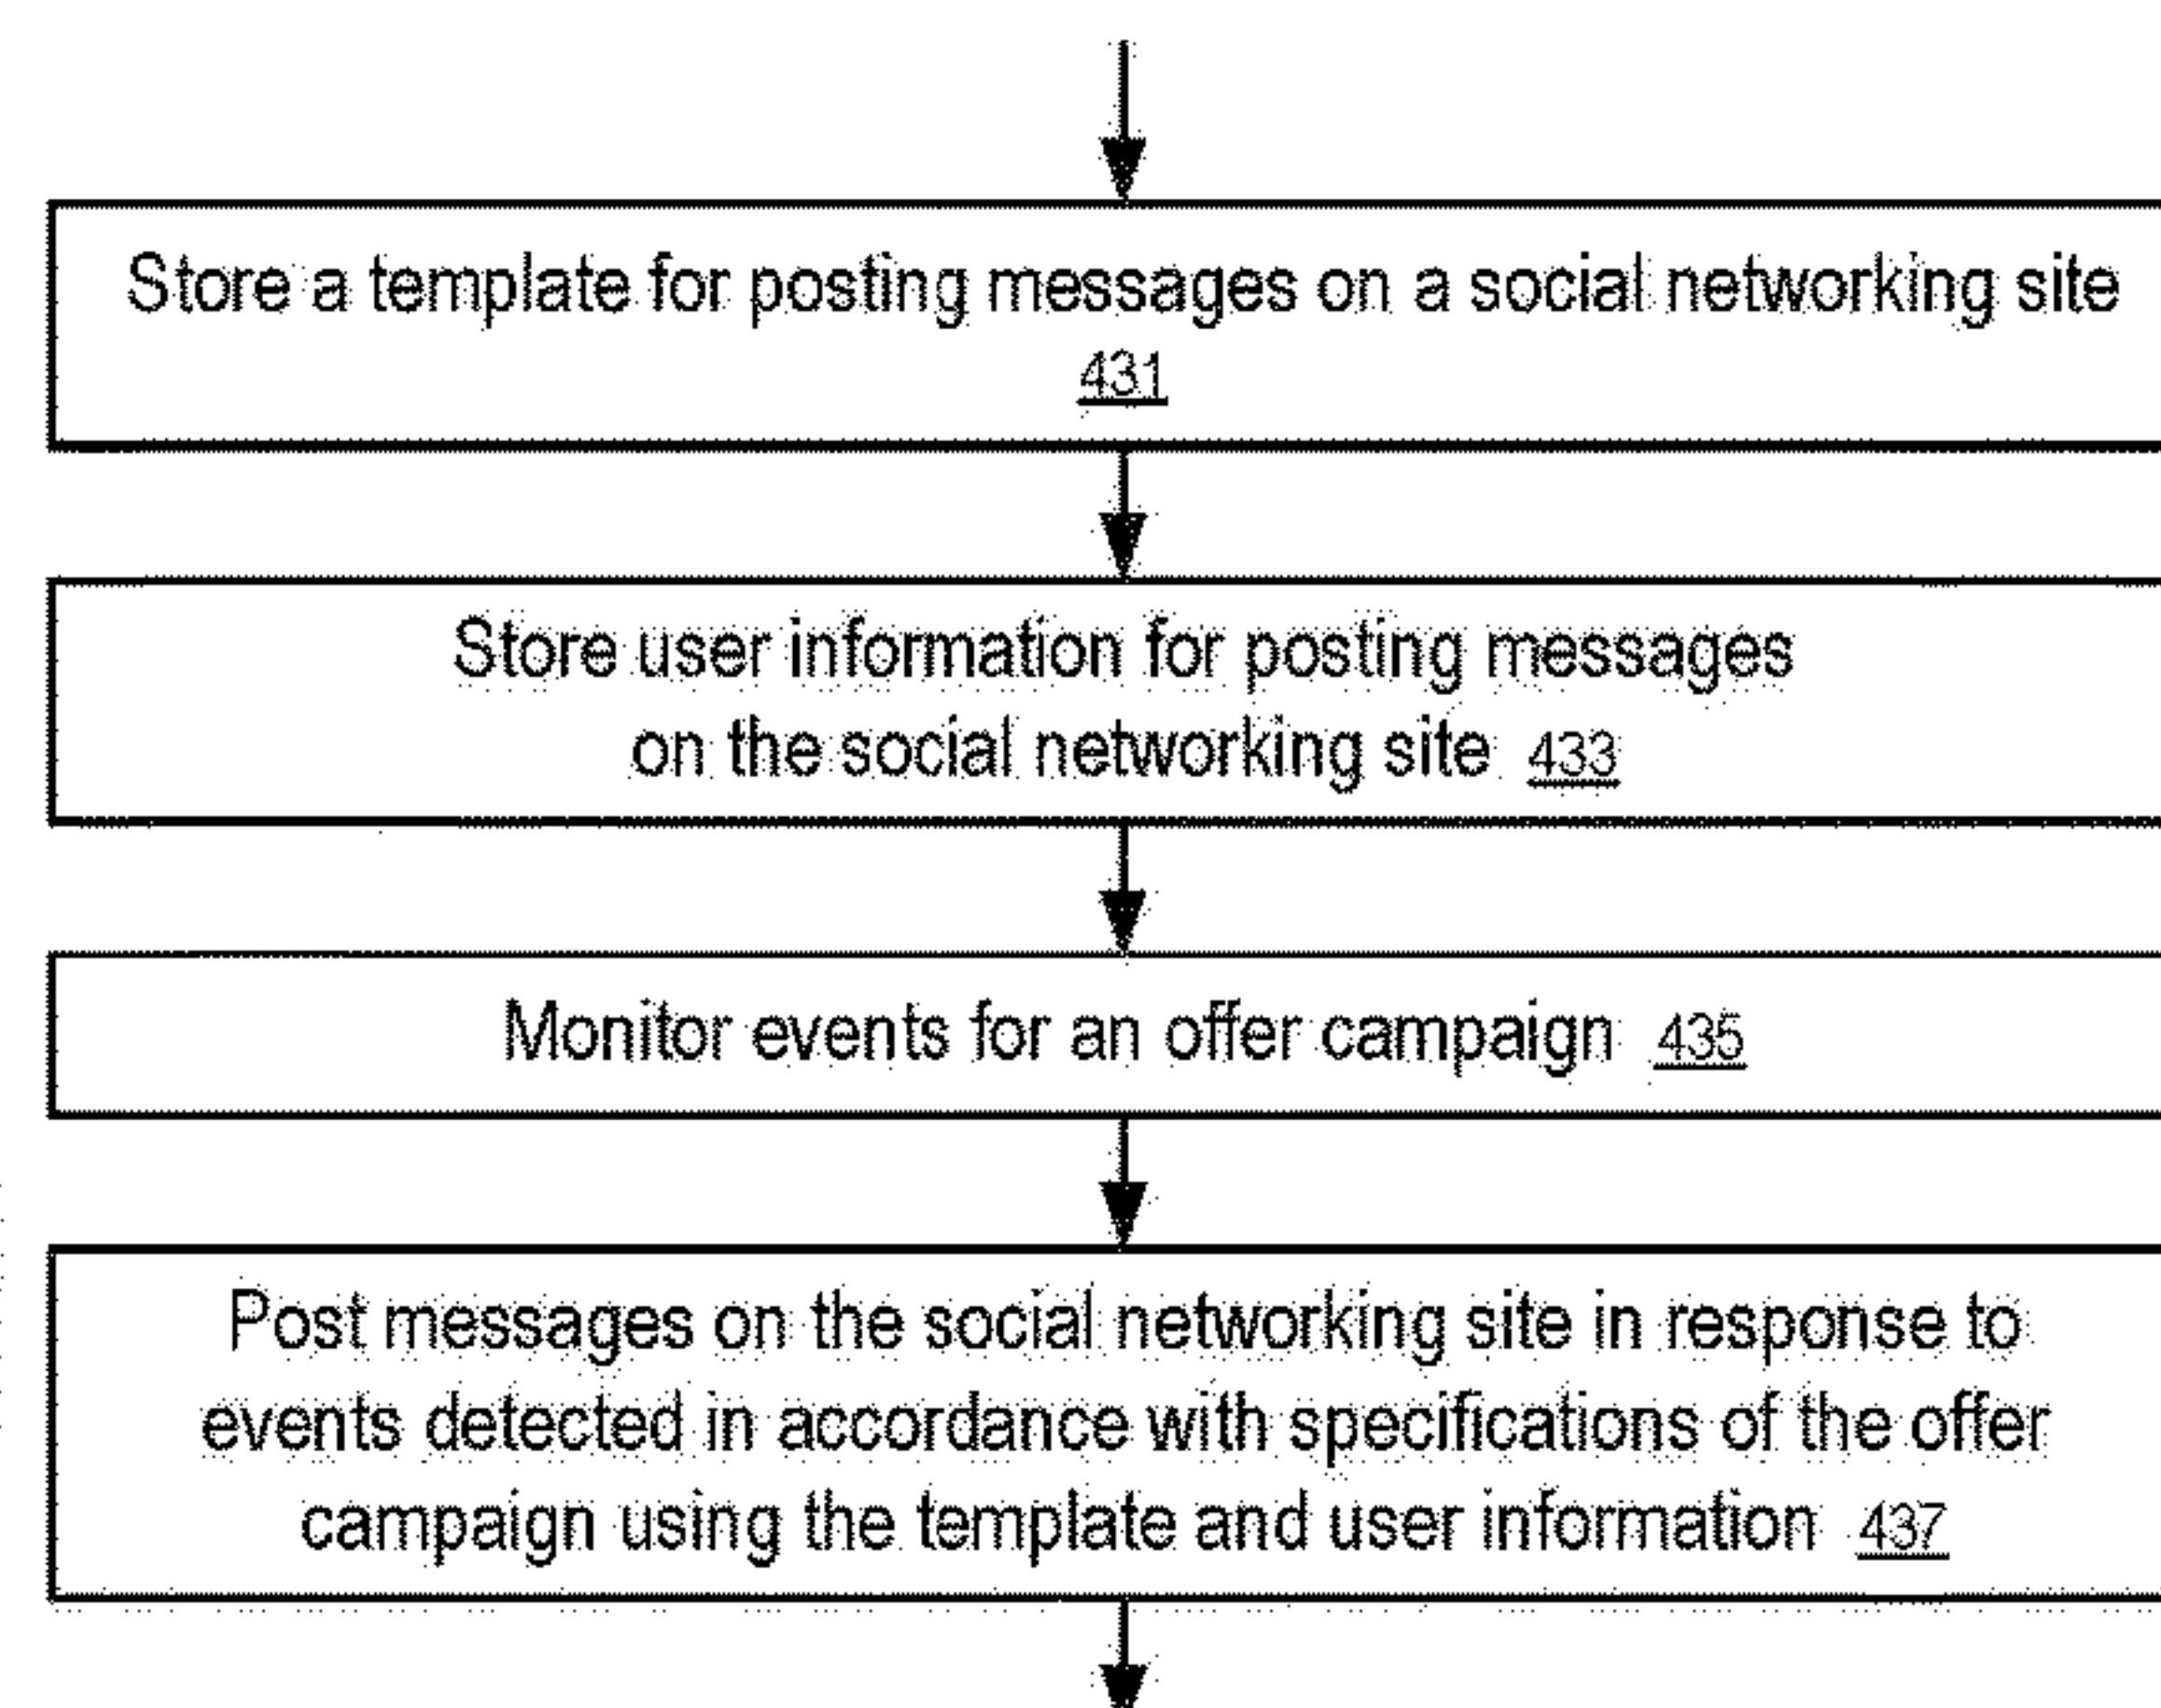 Store a template for posting messages on a social networking site
431
Store user information for posting messages
on the social networking site 433
Monitor events for an offer campaign 435
Post messages on the social networking site in response to
events detected in accordance with specifications of the offer
campaign using the template and user information 437